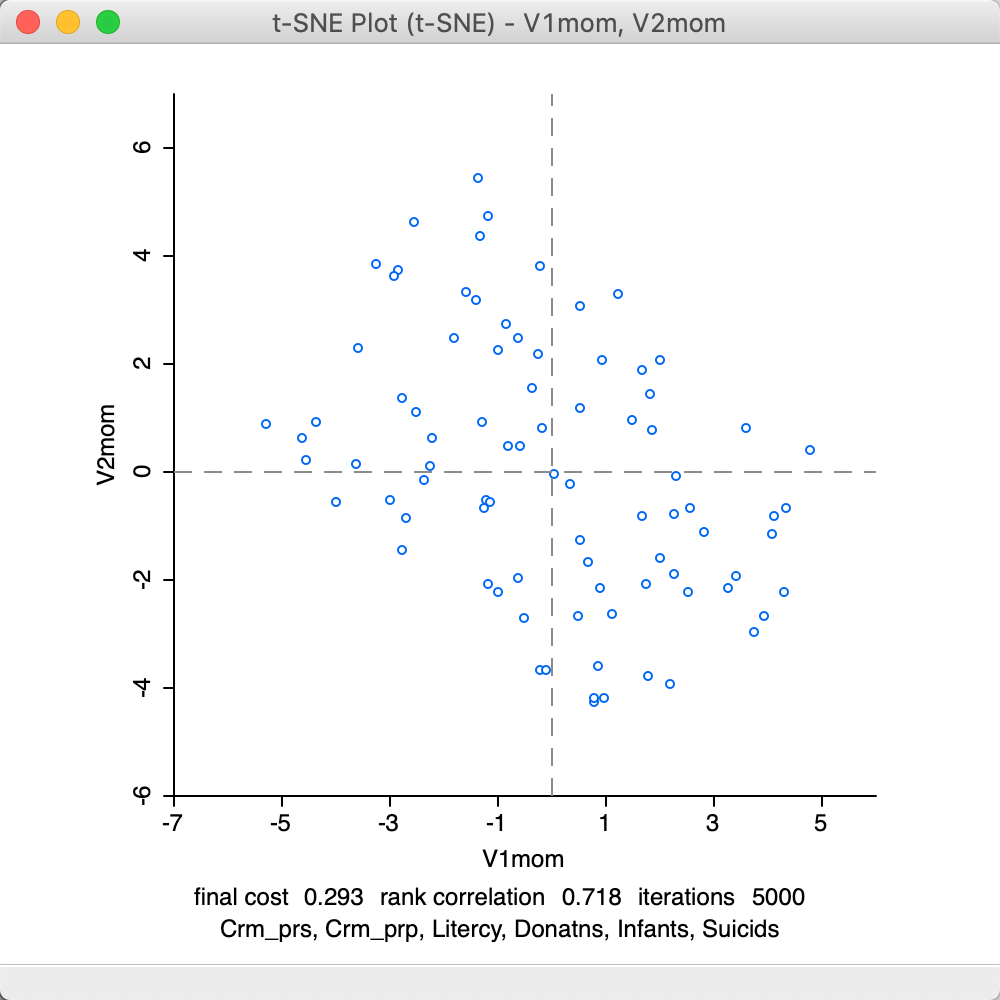 t-SNE Plot (t-SNE) - V1mom, V2mom
6
4
2
0
-2
-4
-6
V2mom
-7 -5 -3 -1 1 3 5
V1mom
final cost 0.293 rank correlation 0.718 iterations 5000
Crm_prs, Crm_prp, Litercy, Donatns, Infants, Suicids